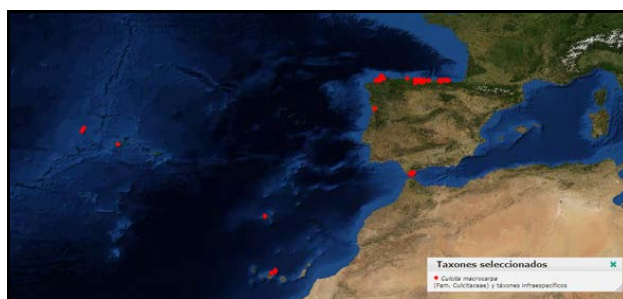 Taxones seleccionados ×
Culcita macrocarpa
(Fam. Culcitaceae) y táxones infraespecíficos